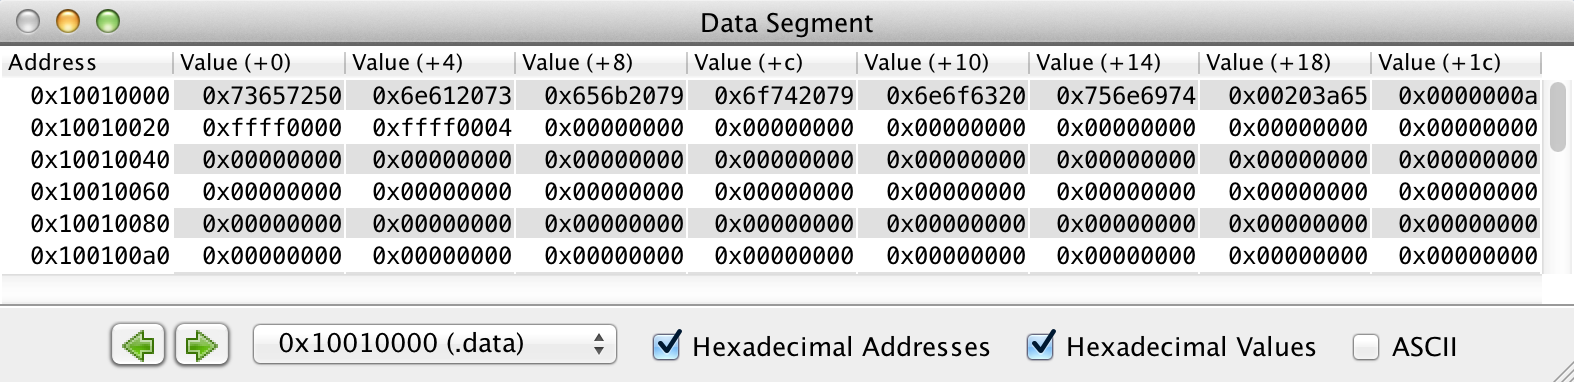 Data Segment
Address Value (+0) Value (+4) Value (+8) Value (+c) Value (+10) Value (+14) Value (+18) Value (+1c)
0x10010000 0x73657250 0x6e612073 0x656b2079 0x6f742079 0x6e6f6320 0x756e6974 0x00203a65 0x0000000a
0x10010020 0xffff0000 0xffff0004 0x00000000 0x00000000 0x00000000 0x00000000 0x00000000 0x00000000
0x10010040 0x00000000 0x00000000 0x00000000 0x00000000 0x00000000 0x00000000 0x00000000 0x00000000
0x10010060 0x00000000 0x00000000 0x00000000 0x00000000 0x00000000 0x00000000 0x00000000 0x00000000
0x10010080 0x00000000 0x00000000 0x00000000 0x00000000 0x00000000 0x00000000 0x00000000 0x00000000
0x100100a0 0x00000000 0x00000000 0x00000000 0x00000000 0x00000000 0x00000000 0x00000000 0x00000000
0x10010000 (.data) Hexadecimal Addresses Hexadecimal Values ASCII